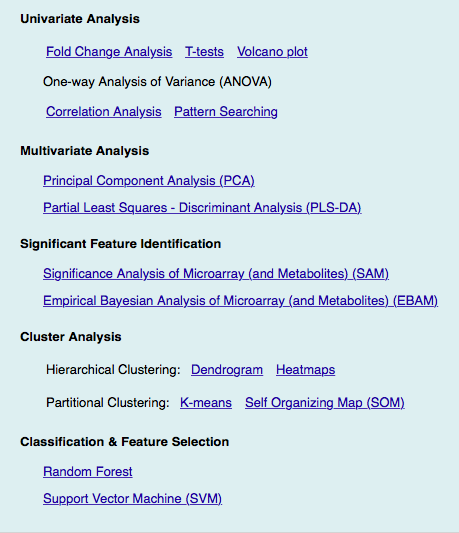 Univariate Analysis
Fold Change Analysis T-tests Volcano plot
One-way Analysis of Variance (ANOVA)
Correlation Analysis Pattern Searching
Multivariate Analysis
Principal Component Analysis (PCA)
Partial Least Squares - Discriminant Analysis (PLS-DA)
Significant Feature Identification
Significance Analysis of Microarray (and Metabolites) (SAM)
Empirical Bayesian Analysis of Microarray (and Metabolites) (EBAM)
Cluster Analysis
Hierarchical Clustering: Dendrogram Heatmaps
Partitional Clustering: K-means Self Organizing Map (SOM)
Classification & Feature Selection
Random Forest
Support Vector Machine (SVM)